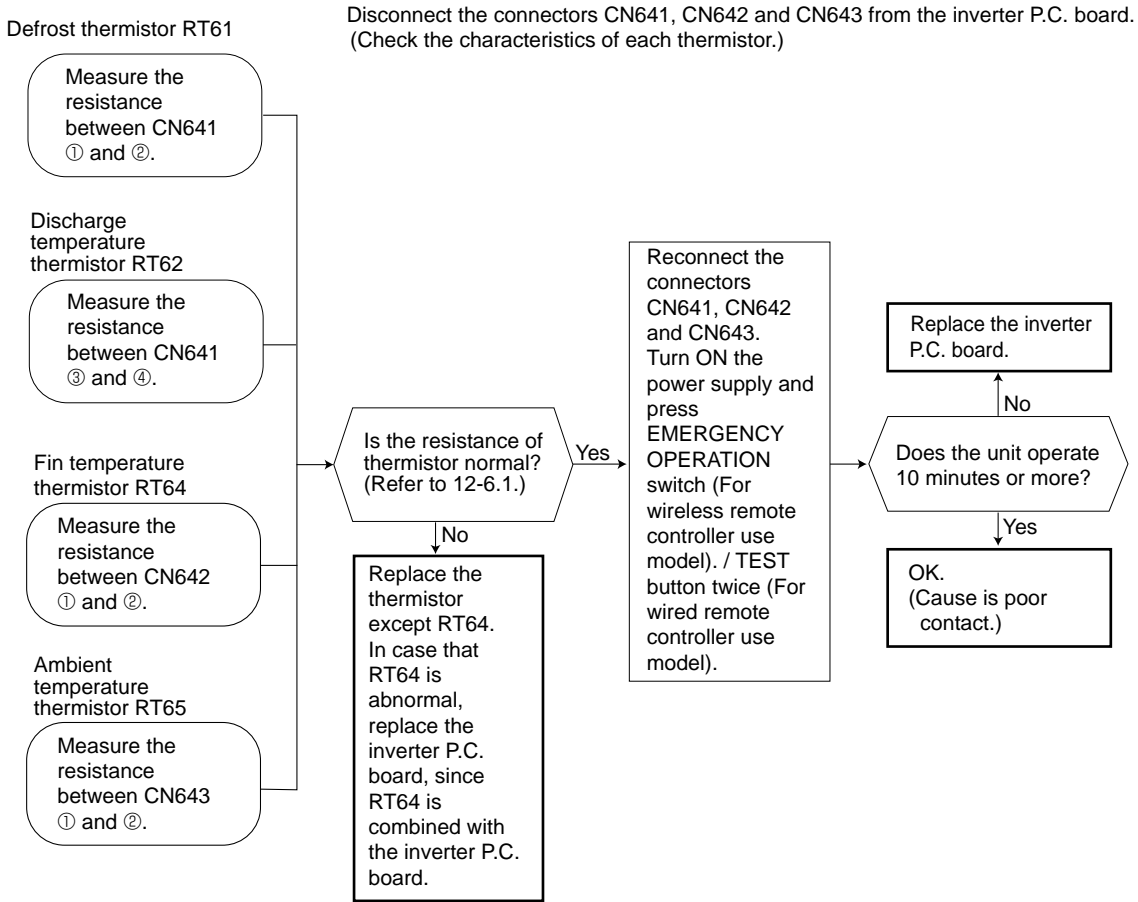 Disconnect the connectors CN641, CN642 and CN643 from the inverter P.C. board.
(Check the characteristics of each thermistor.)
Defrost thermistor RT61
Measure the
resistance
between CN641
① and ②.
Discharge
temperature
thermistor RT62
Measure the
resistance
between CN641
③ and ④.
Fin temperature
thermistor RT64
Measure the
resistance
between CN642
① and ②.
Ambient
temperature
thermistor RT65
Measure the
resistance
between CN643
① and ②.
Is the resistance of
thermistor normal?
(Refer to 12-6.1.)
Yes
No
Replace the
thermistor
except RT64.
In case that
RT64 is
abnormal,
replace the
inverter P.C.
board, since
RT64 is
combined with
the inverter P.C.
board.
Reconnect the
connectors
CN641, CN642
and CN643.
Turn ON the
power supply and
press
EMERGENCY
OPERATION
switch (For
wireless remote
controller use
model). / TEST
button twice (For
wired remote
controller use
model).
Replace the inverter
P.C. board.
No
Does the unit operate
10 minutes or more?
Yes
OK.
(Cause is poor
contact.)